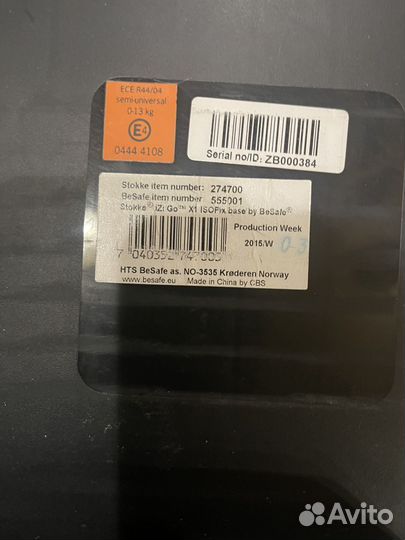 ECE R44/04
semi-universal
0-13 kg
E4
0444 4108
Serial no/ID: ZB000384
Stokke item number: 274700
BeSafe item number: 555001
Stokke® iZi Go™ X1 ISOFix base by BeSafe®
Production Week
2015/W 03
7 040352 747003
HTS BeSafe as. NO-3535 Krøderen Norway
www.besafe.eu Made in China by CBS
Avito